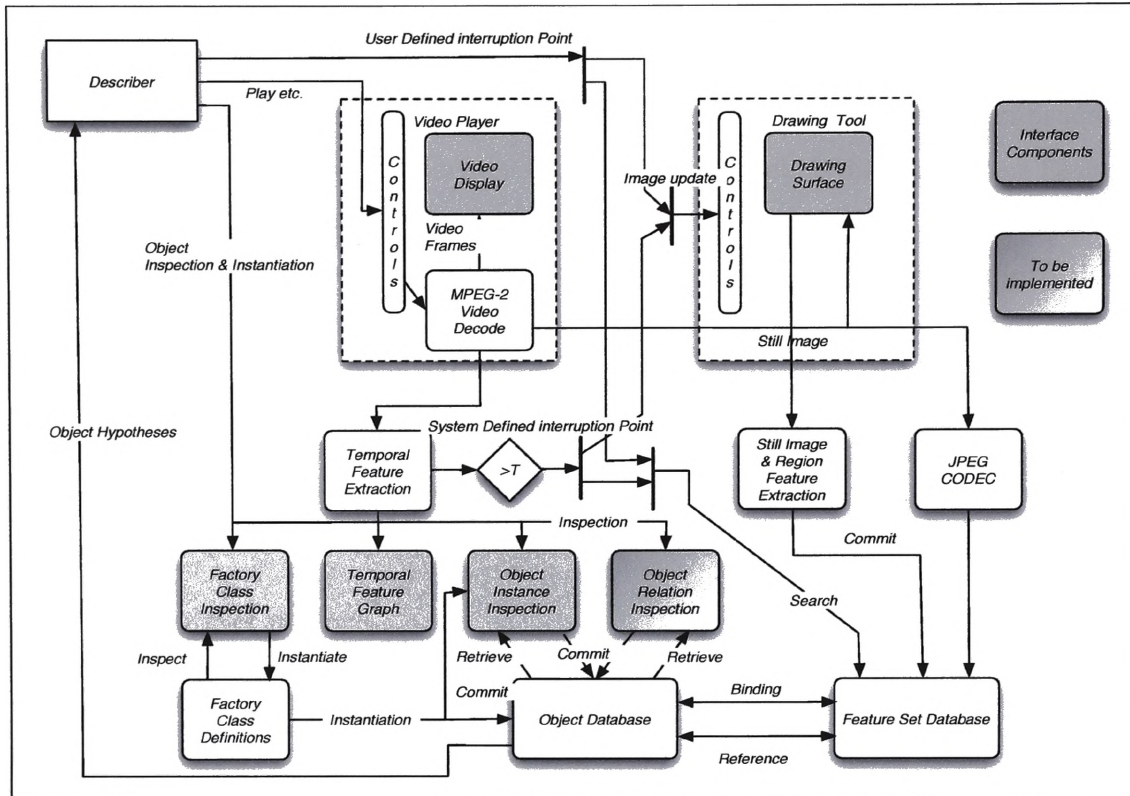 User Defined interruption Point
Describer
Play etc.
Video Player
Controls
Video
Display
Video
Frames
MPEG-2
Video
Decode
Drawing Tool
Controls
Drawing
Surface
Image update
Interface
Components
To be
implemented
Object
Inspection & Instantiation
Still Image
Object Hypotheses
System Defined interruption Point
Temporal
Feature
Extraction
>T
Still Image
& Region
Feature
Extraction
JPEG
CODEC
Inspection
Commit
Factory
Class
Inspection
Temporal
Feature
Graph
Object
Instance
Inspection
Object
Relation
Inspection
Search
Inspect
Instantiate
Retrieve
Commit
Retrieve
Commit
Factory
Class
Definitions
Instantiation
Object Database
Binding
Reference
Feature Set Database